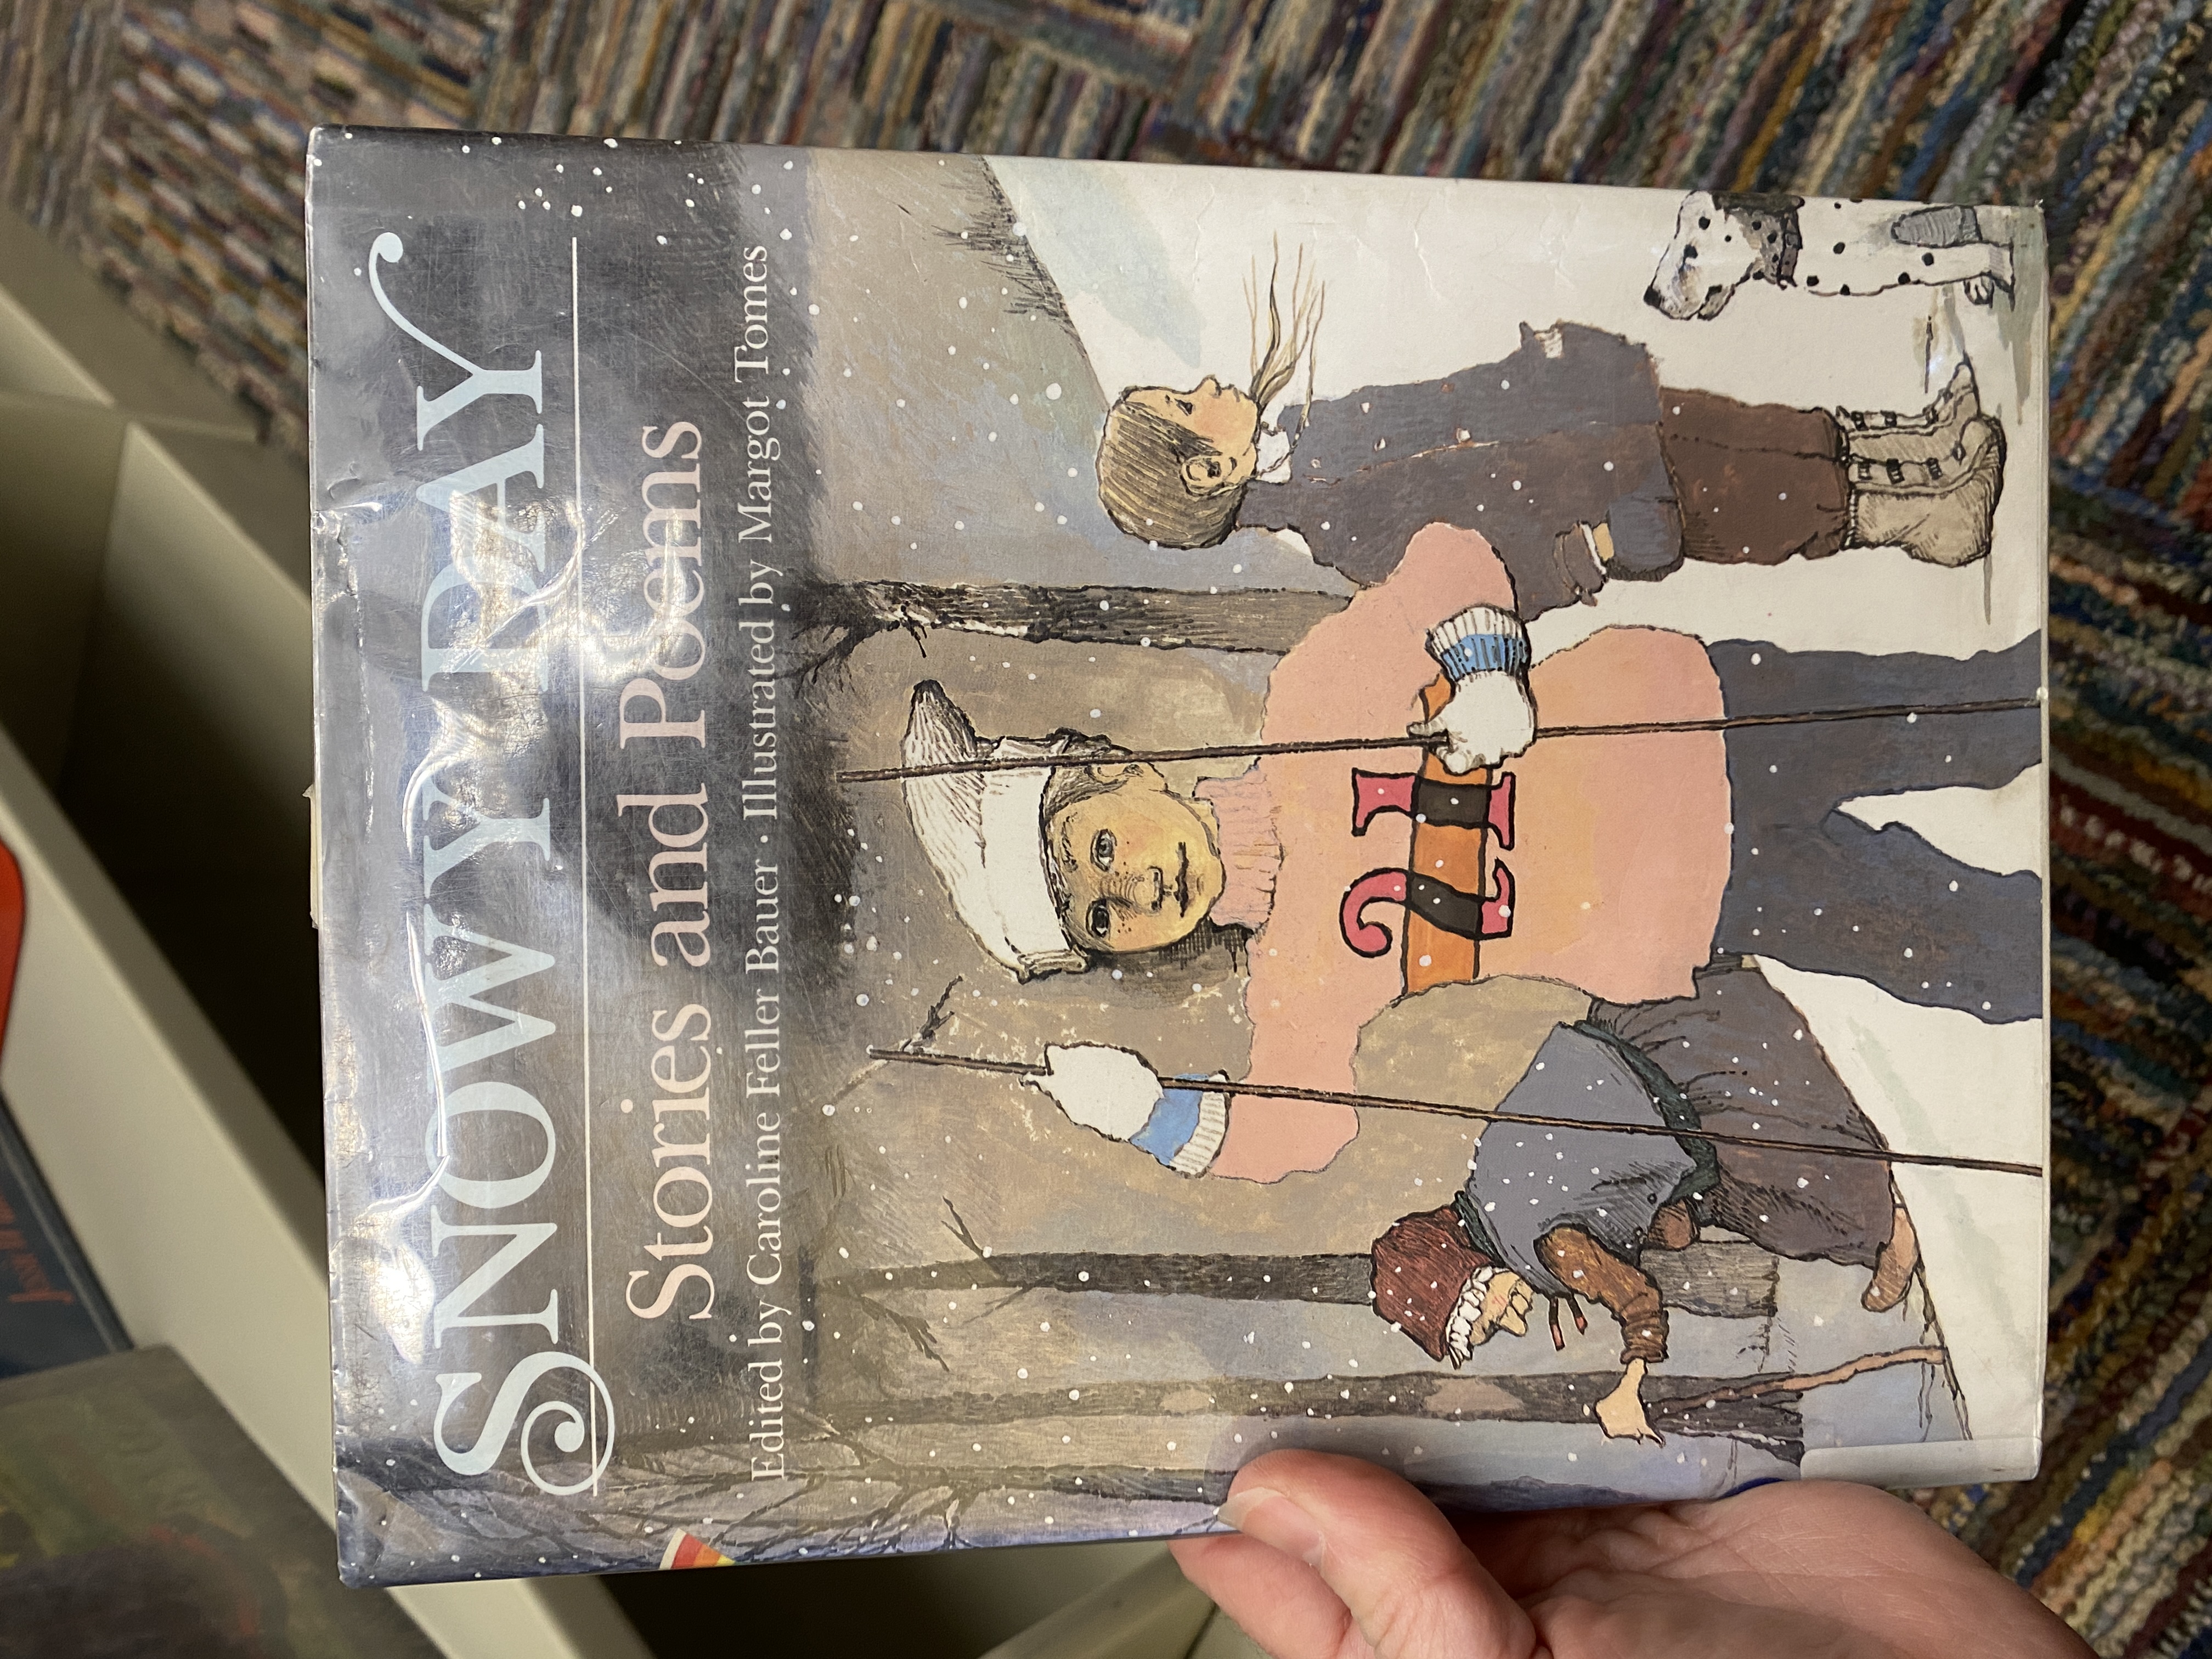 SNOWY DAY
Stories and Poems
Edited by Caroline Feller Bauer · Illustrated by Margot Tomes
21